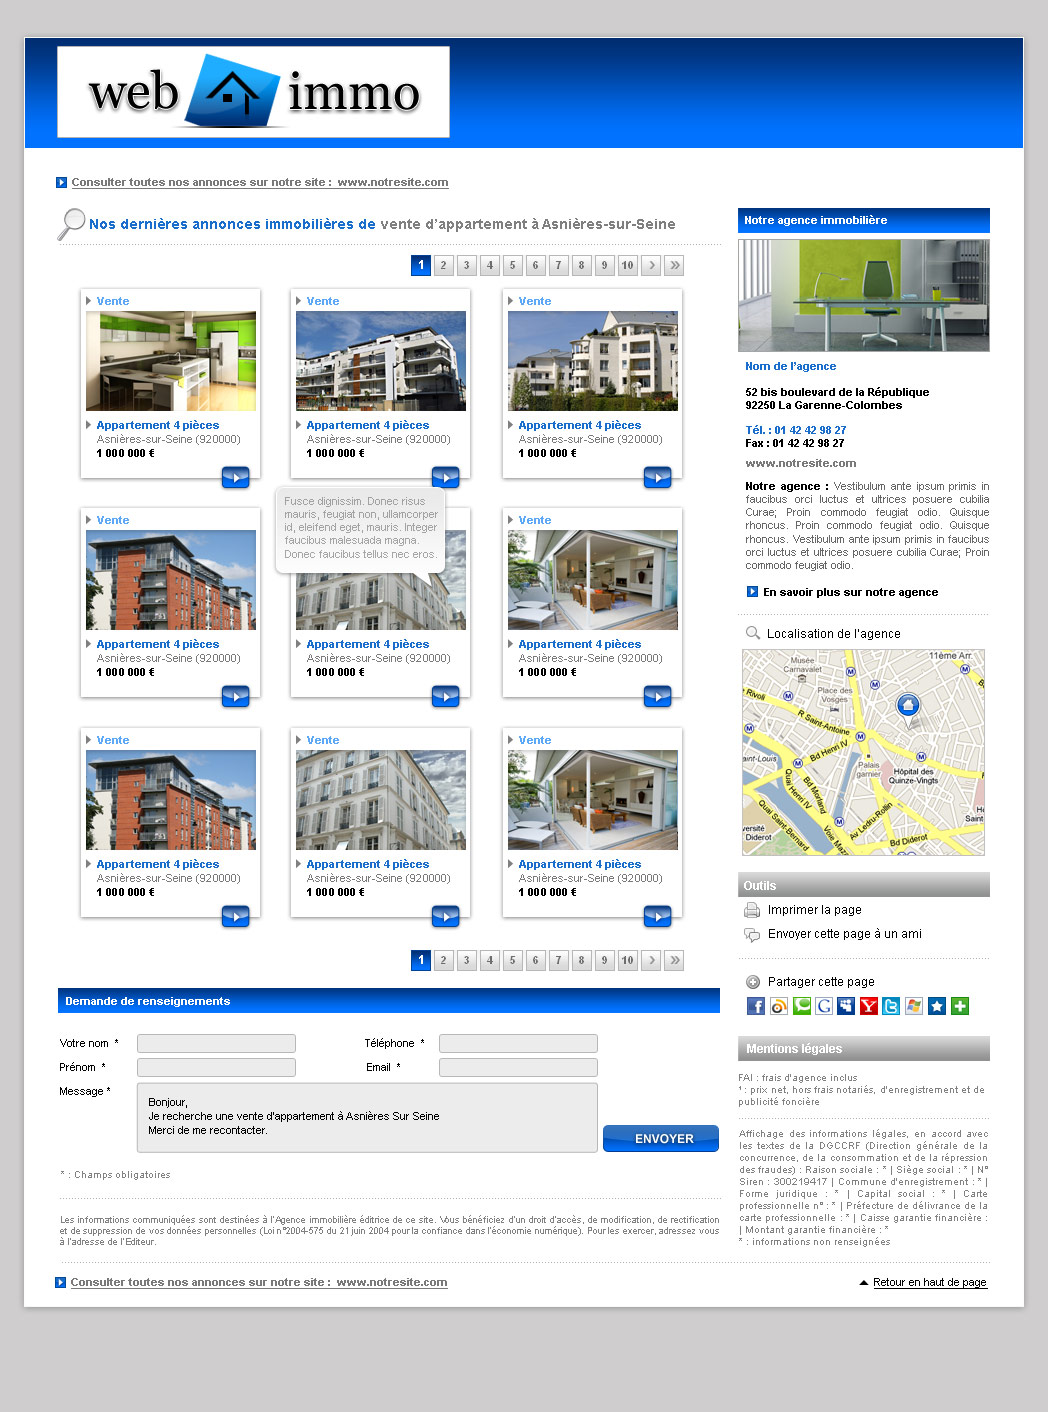 web immo
Consulter toutes nos annonces sur notre site : www.notresite.com
Nos dernières annonces immobilières de vente d'appartement à Asnières-sur-Seine
1 2 3 4 5 6 7 8 9 10 > »
Vente
Appartement 4 pièces
Asnières-sur-Seine (920000)
1 000 000 €
Vente
Appartement 4 pièces
Asnières-sur-Seine (920000)
1 000 000 €
Vente
Appartement 4 pièces
Asnières-sur-Seine (920000)
1 000 000 €
Fusce dignissim. Donec risus
mauris, feugiat non, ullamcorper
id, eleifend eget, mauris. Integer
faucibus malesuada magna.
Donec faucibus tellus nec eros.
Vente
Appartement 4 pièces
Asnières-sur-Seine (920000)
1 000 000 €
Appartement 4 pièces
Asnières-sur-Seine (920000)
1 000 000 €
Vente
Appartement 4 pièces
Asnières-sur-Seine (920000)
1 000 000 €
Vente
Appartement 4 pièces
Asnières-sur-Seine (920000)
1 000 000 €
Vente
Appartement 4 pièces
Asnières-sur-Seine (920000)
1 000 000 €
Vente
Appartement 4 pièces
Asnières-sur-Seine (920000)
1 000 000 €
1 2 3 4 5 6 7 8 9 10 > »
Demande de renseignements
Votre nom *
Téléphone *
Prénom *
Email *
Message *
Bonjour,
Je recherche une vente d'appartement à Asnières Sur Seine
Merci de me recontacter.
ENVOYER
* : Champs obligatoires
Les informations communiquées sont destinées à l'Agence immobilière éditrice de ce site. Vous bénéficiez d'un droit d'accès, de modification, de rectification
et de suppression de vos données personnelles (Loi n°2004-575 du 21 juin 2004 pour la confiance dans l'économie numérique). Pour les exercer, adressez vous
à l'adresse de l'Editeur.
Notre agence immobilière
Nom de l'agence
52 bis boulevard de la République
92250 La Garenne-Colombes
Tél. : 01 42 42 98 27
Fax : 01 42 42 98 27
www.notresite.com
Notre agence : Vestibulum ante ipsum primis in
faucibus orci luctus et ultrices posuere cubilia
Curae; Proin commodo feugiat odio. Quisque
rhoncus. Proin commodo feugiat odio. Quisque
rhoncus. Vestibulum ante ipsum primis in faucibus
orci luctus et ultrices posuere cubilia Curae; Proin
commodo feugiat odio.
En savoir plus sur notre agence
Localisation de l'agence
11ème Arr.
Musée
Carnavalet
Rivoli
Place des
Vosges
R Saint-Antoine
Bd Henri IV
aint-Louis
Quai Henri IV
Bd Morland
Palais
garnier
Hôpital des
Quinze-Vingts
Quai Saint-Bernard
Voie Maz
Av Ledru-Rollin
Bd Diderot
versité
Diderot
H
Saint
Outils
Imprimer la page
Envoyer cette page à un ami
Partager cette page
Mentions légales
FAI : frais d'agence inclus
¹ : prix net, hors frais notariés, d'enregistrement et de
publicité foncière
Affichage des informations légales, en accord avec
les textes de la DGCCRF (Direction générale de la
concurrence, de la consommation et de la répression
des fraudes) : Raison sociale : * | Siège social : * | N°
Siren : 300219417 | Commune d'enregistrement : * |
Forme juridique : * | Capital social : * | Carte
professionnelle n° : * | Préfecture de délivrance de la
carte professionnelle : * | Caisse garantie financière :
| Montant garantie financière : *
* : informations non renseignées
Consulter toutes nos annonces sur notre site : www.notresite.com
Retour en haut de page